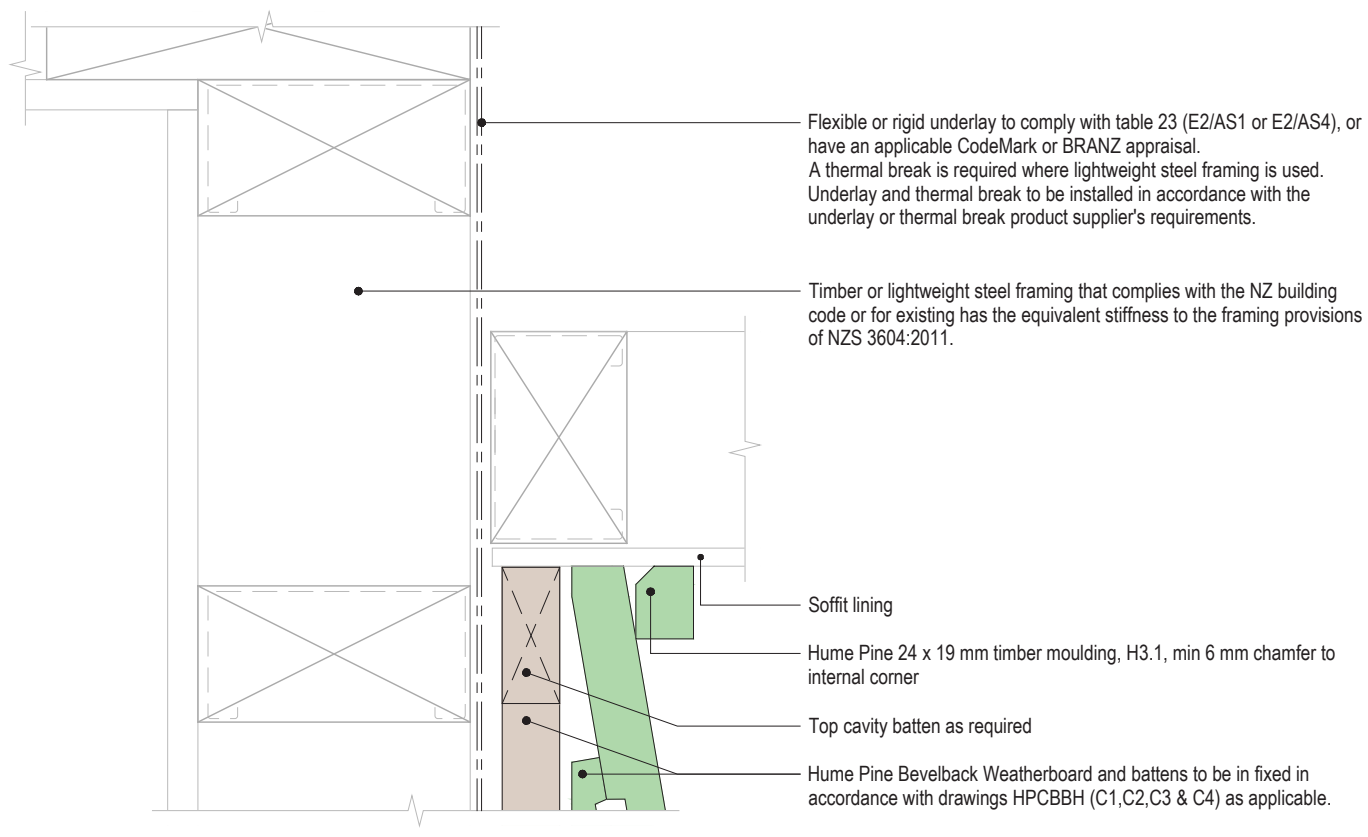 Flexible or rigid underlay to comply with table 23 (E2/AS1 or E2/AS4), or
have an applicable CodeMark or BRANZ appraisal.
A thermal break is required where lightweight steel framing is used.
Underlay and thermal break to be installed in accordance with the
underlay or thermal break product supplier's requirements.
Timber or lightweight steel framing that complies with the NZ building
code or for existing has the equivalent stiffness to the framing provisions
of NZS 3604:2011.
Soffit lining
Hume Pine 24 x 19 mm timber moulding, H3.1, min 6 mm chamfer to
internal corner
Top cavity batten as required
Hume Pine Bevelback Weatherboard and battens to be in fixed in
accordance with drawings HPCBBH (C1,C2,C3 & C4) as applicable.